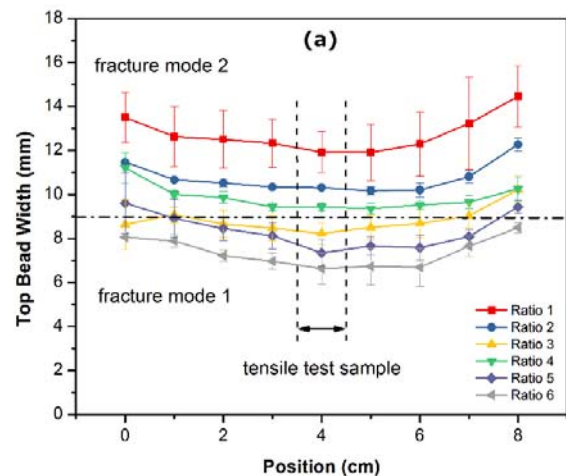 (a)
fracture mode 2
fracture mode 1
tensile test sample
Top Bead Width (mm)
18
16
14
12
10
8
6
4
2
0
0
2
4
6
8
Position (cm)
Ratio 1
Ratio 2
Ratio 3
Ratio 4
Ratio 5
Ratio 6